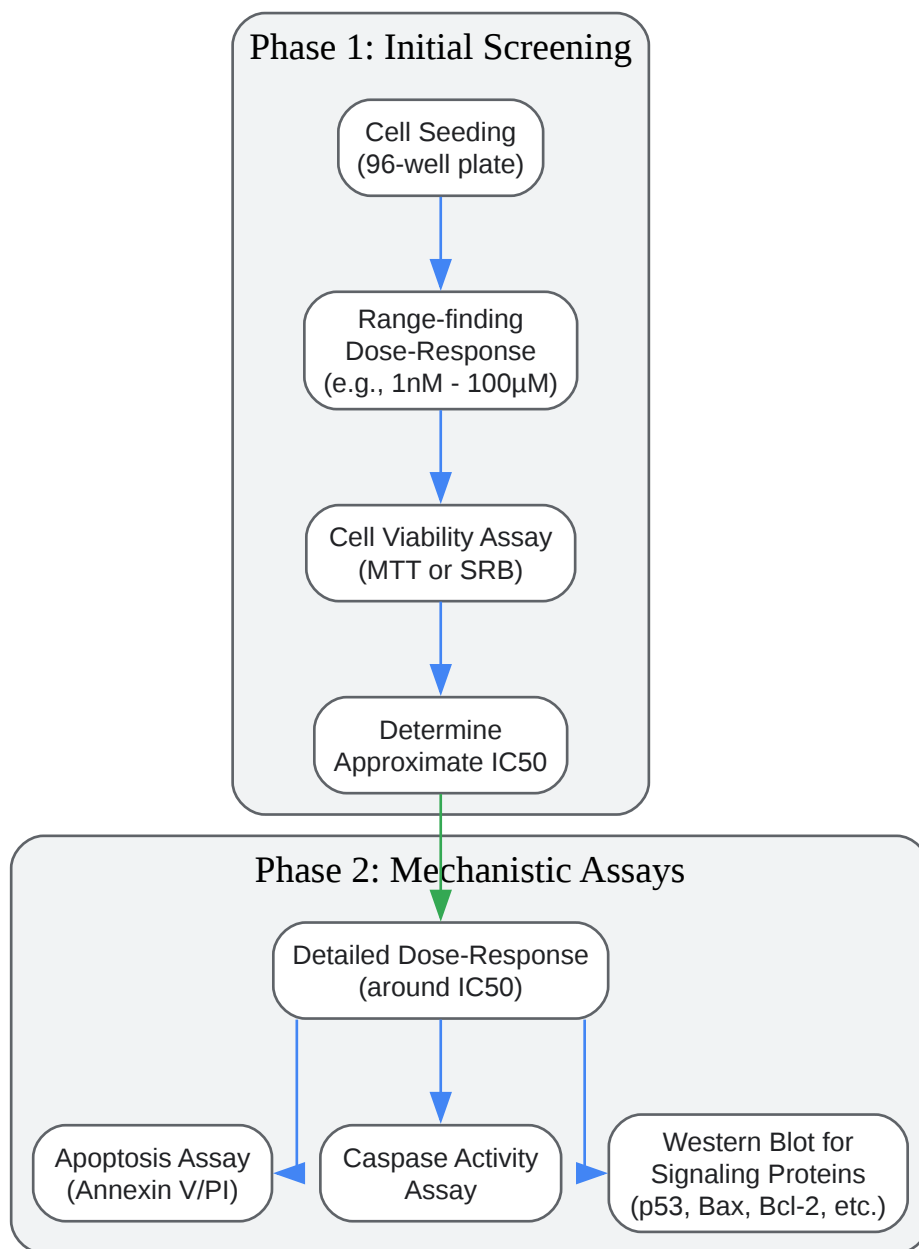 Phase 1: Initial Screening
Cell Seeding
(96-well plate)
Range-finding
Dose-Response
(e.g., 1nM - 100µM)
Cell Viability Assay
(MTT or SRB)
Determine
Approximate IC50
Phase 2: Mechanistic Assays
Detailed Dose-Response
(around IC50)
Apoptosis Assay
(Annexin V/PI)
Caspase Activity
Assay
Western Blot for
Signaling Proteins
(p53, Bax, Bcl-2, etc.)